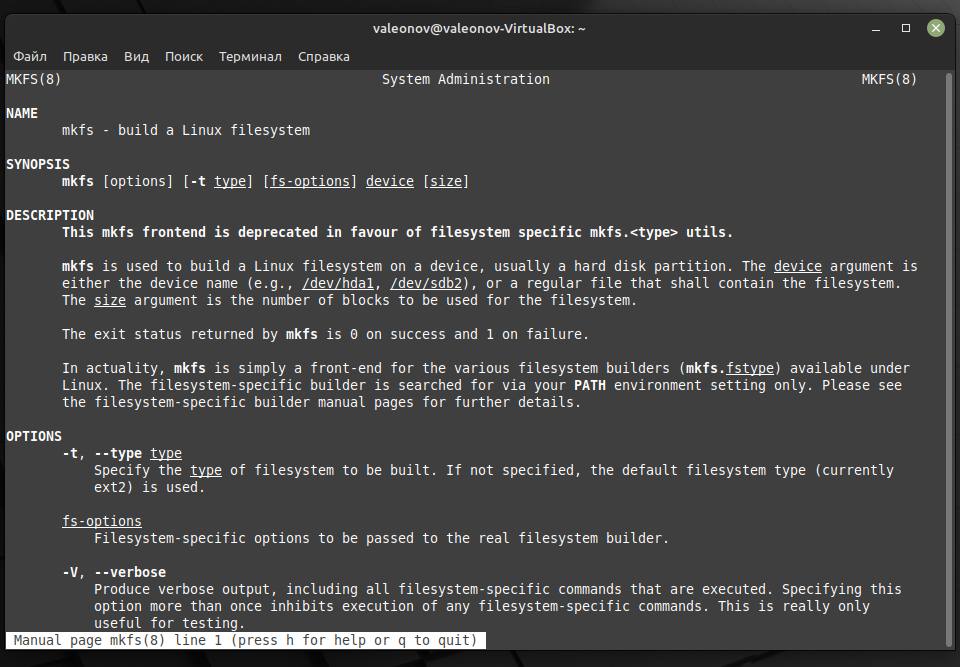 valeonov@valeonov-VirtualBox: ~
Файл Правка Вид Поиск Терминал Справка
MKFS(8) System Administration MKFS(8)
NAME
mkfs - build a Linux filesystem
SYNOPSIS
mkfs [options] [-t type] [fs-options] device [size]
DESCRIPTION
This mkfs frontend is deprecated in favour of filesystem specific mkfs.<type> utils.
mkfs is used to build a Linux filesystem on a device, usually a hard disk partition. The device argument is
either the device name (e.g., /dev/hda1, /dev/sdb2), or a regular file that shall contain the filesystem.
The size argument is the number of blocks to be used for the filesystem.
The exit status returned by mkfs is 0 on success and 1 on failure.
In actuality, mkfs is simply a front-end for the various filesystem builders (mkfs.fstype) available under
Linux. The filesystem-specific builder is searched for via your PATH environment setting only. Please see
the filesystem-specific builder manual pages for further details.
OPTIONS
-t, --type type
Specify the type of filesystem to be built. If not specified, the default filesystem type (currently
ext2) is used.
fs-options
Filesystem-specific options to be passed to the real filesystem builder.
-V, --verbose
Produce verbose output, including all filesystem-specific commands that are executed. Specifying this
option more than once inhibits execution of any filesystem-specific commands. This is really only
useful for testing.
Manual page mkfs(8) line 1 (press h for help or q to quit)